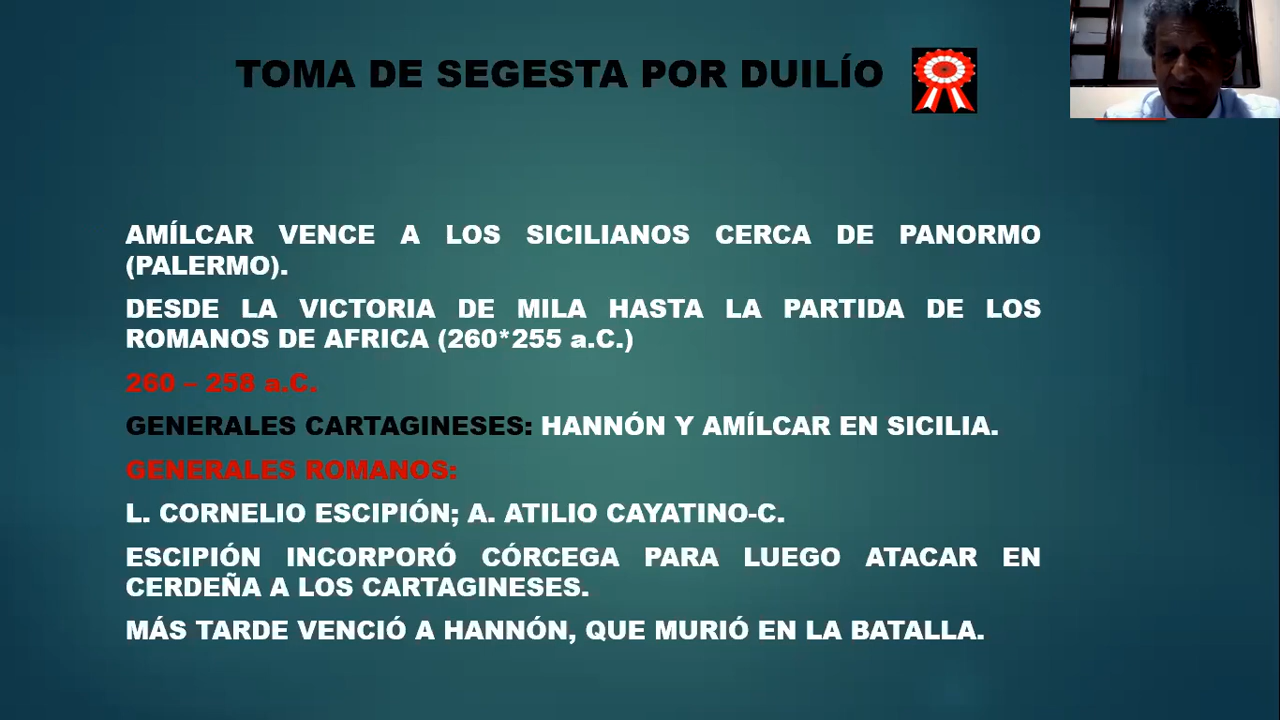 TOMA DE SEGESTA POR DUILÍO
AMÍLCAR VENCE A LOS SICILIANOS CERCA DE PANORMO
(PALERMO).
DESDE LA VICTORIA DE MILA HASTA LA PARTIDA DE LOS
ROMANOS DE AFRICA (260*255 a.C.)
260 – 258 a.C.
GENERALES CARTAGINESES: HANNÓN Y AMÍLCAR EN SICILIA.
GENERALES ROMANOS:
L. CORNELIO ESCIPIÓN; A. ATILIO CAYATINO-C.
ESCIPIÓN INCORPORÓ CÓRCEGA PARA LUEGO ATACAR EN
CERDEÑA A LOS CARTAGINESES.
MÁS TARDE VENCIÓ A HANNÓN, QUE MURIÓ EN LA BATALLA.